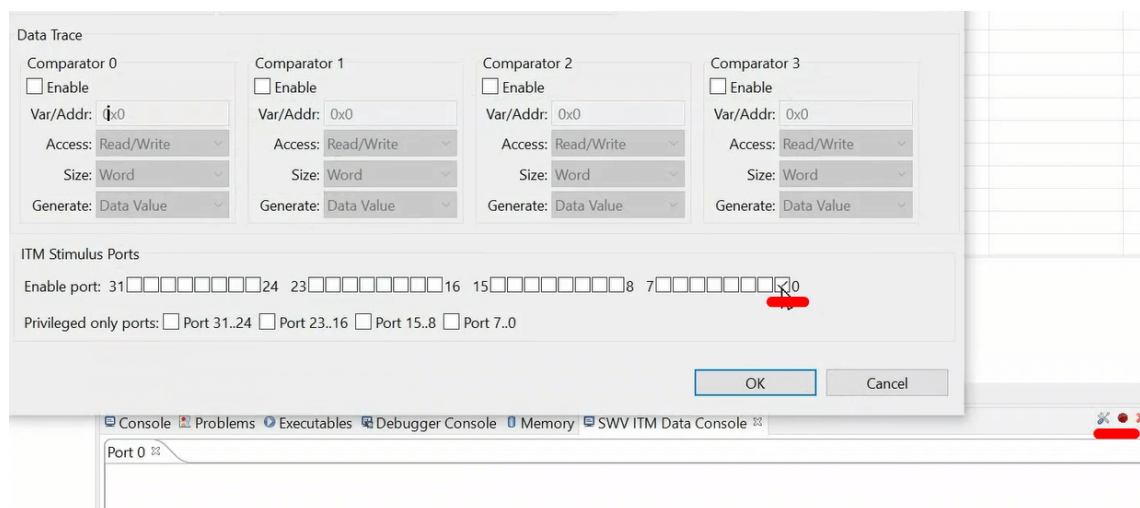 Data Trace
Comparator 0 Comparator 1 Comparator 2 Comparator 3
Enable Enable Enable Enable
Var/Addr: 0x0 Var/Addr: 0x0 Var/Addr: 0x0 Var/Addr: 0x0
Access: Read/Write Access: Read/Write Access: Read/Write Access: Read/Write
Size: Word Size: Word Size: Word Size: Word
Generate: Data Value Generate: Data Value Generate: Data Value Generate: Data Value
ITM Stimulus Ports
Enable port: 31 24 23 16 15 8 7 0
Privileged only ports: Port 31..24 Port 23..16 Port 15..8 Port 7..0
OK Cancel
Console Problems Executables Debugger Console Memory SWV ITM Data Console
Port 0